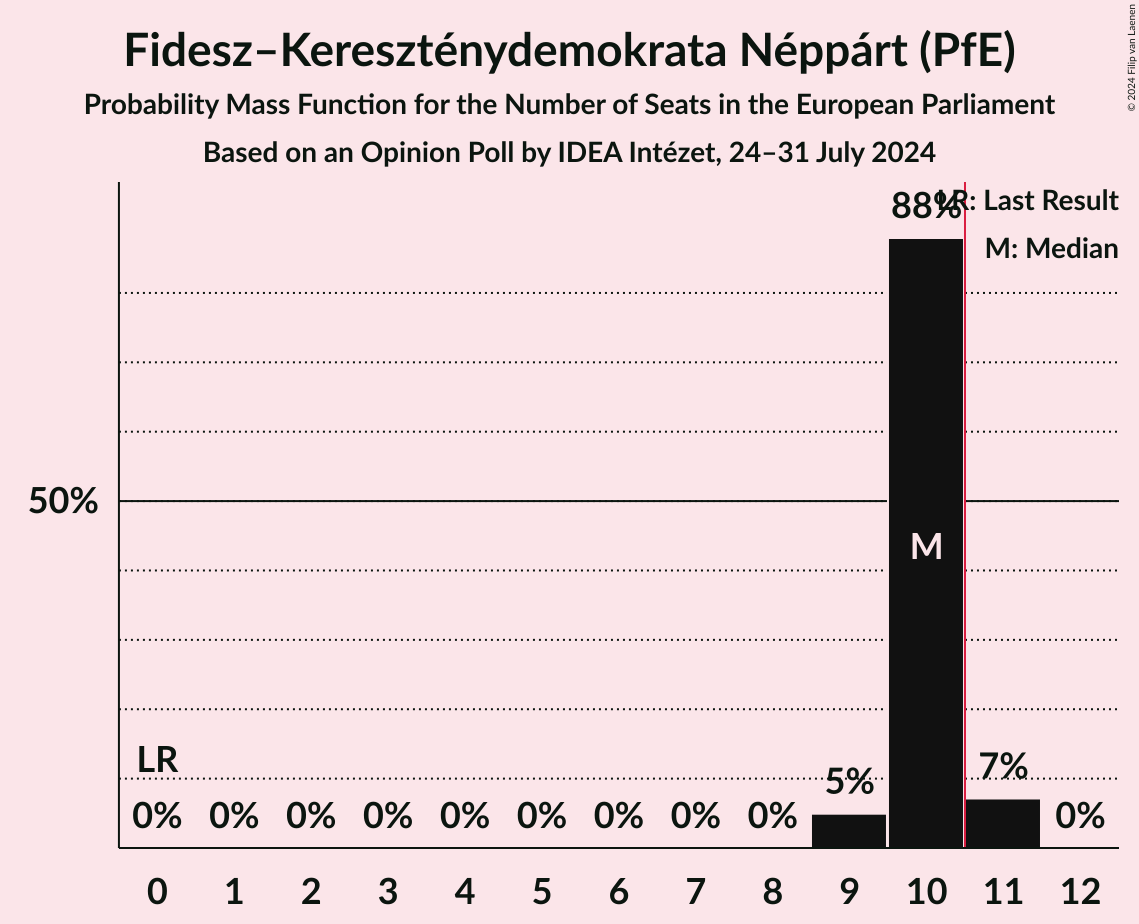 Fidesz–Kereszténydemokrata Néppárt (PfE)
Probability Mass Function for the Number of Seats in the European Parliament
Based on an Opinion Poll by IDEA Intézet, 24–31 July 2024
© 2024 Filip van Laenen
88%
LR: Last Result
M: Median
50%
M
LR
0% 0% 0% 0% 0% 0% 0% 0% 0% 5% 7% 0%
0 1 2 3 4 5 6 7 8 9 10 11 12